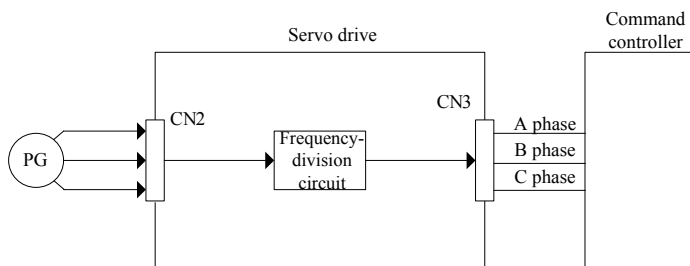 Command
controller
Servo drive
CN2
CN3
PG
Frequency-
division
circuit
A phase
B phase
C phase